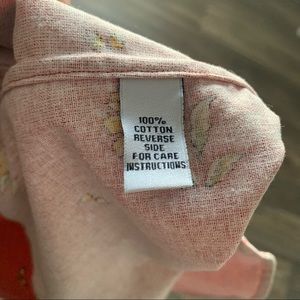 100%
COTTON
REVERSE
SIDE
FOR CARE
INSTRUCTIONS